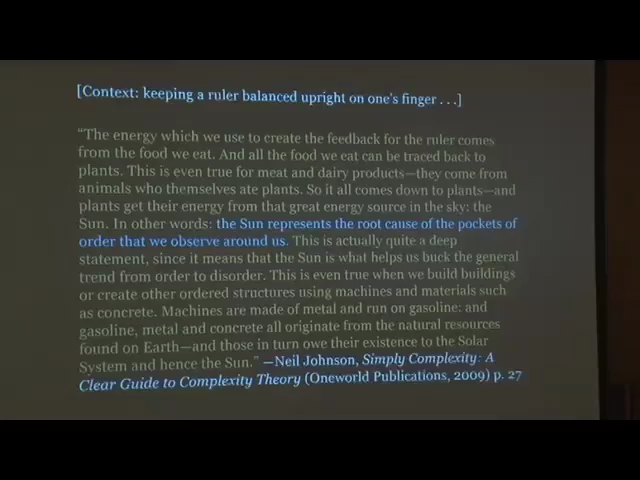 [Context: keeping a ruler balanced upright on one's finger . . .]
“The energy which we use to create the feedback for the ruler comes
from the food we eat. And all the food we eat can be traced back to
plants. This is even true for meat and dairy products—they come from
animals who themselves ate plants. So it all comes down to plants—and
plants get their energy from that great energy source in the sky: the
Sun. In other words: the Sun represents the root cause of the pockets of
order that we observe around us. This is actually quite a deep
statement, since it means that the Sun is what helps us buck the general
trend from order to disorder. This is even true when we build buildings
or create other ordered structures using machines and materials such
as concrete. Machines are made of metal and run on gasoline: and
gasoline, metal and concrete all originate from the natural resources
found on Earth—and those in turn owe their existence to the Solar
System and hence the Sun.” —Neil Johnson, Simply Complexity: A
Clear Guide to Complexity Theory (Oneworld Publications, 2009) p. 27